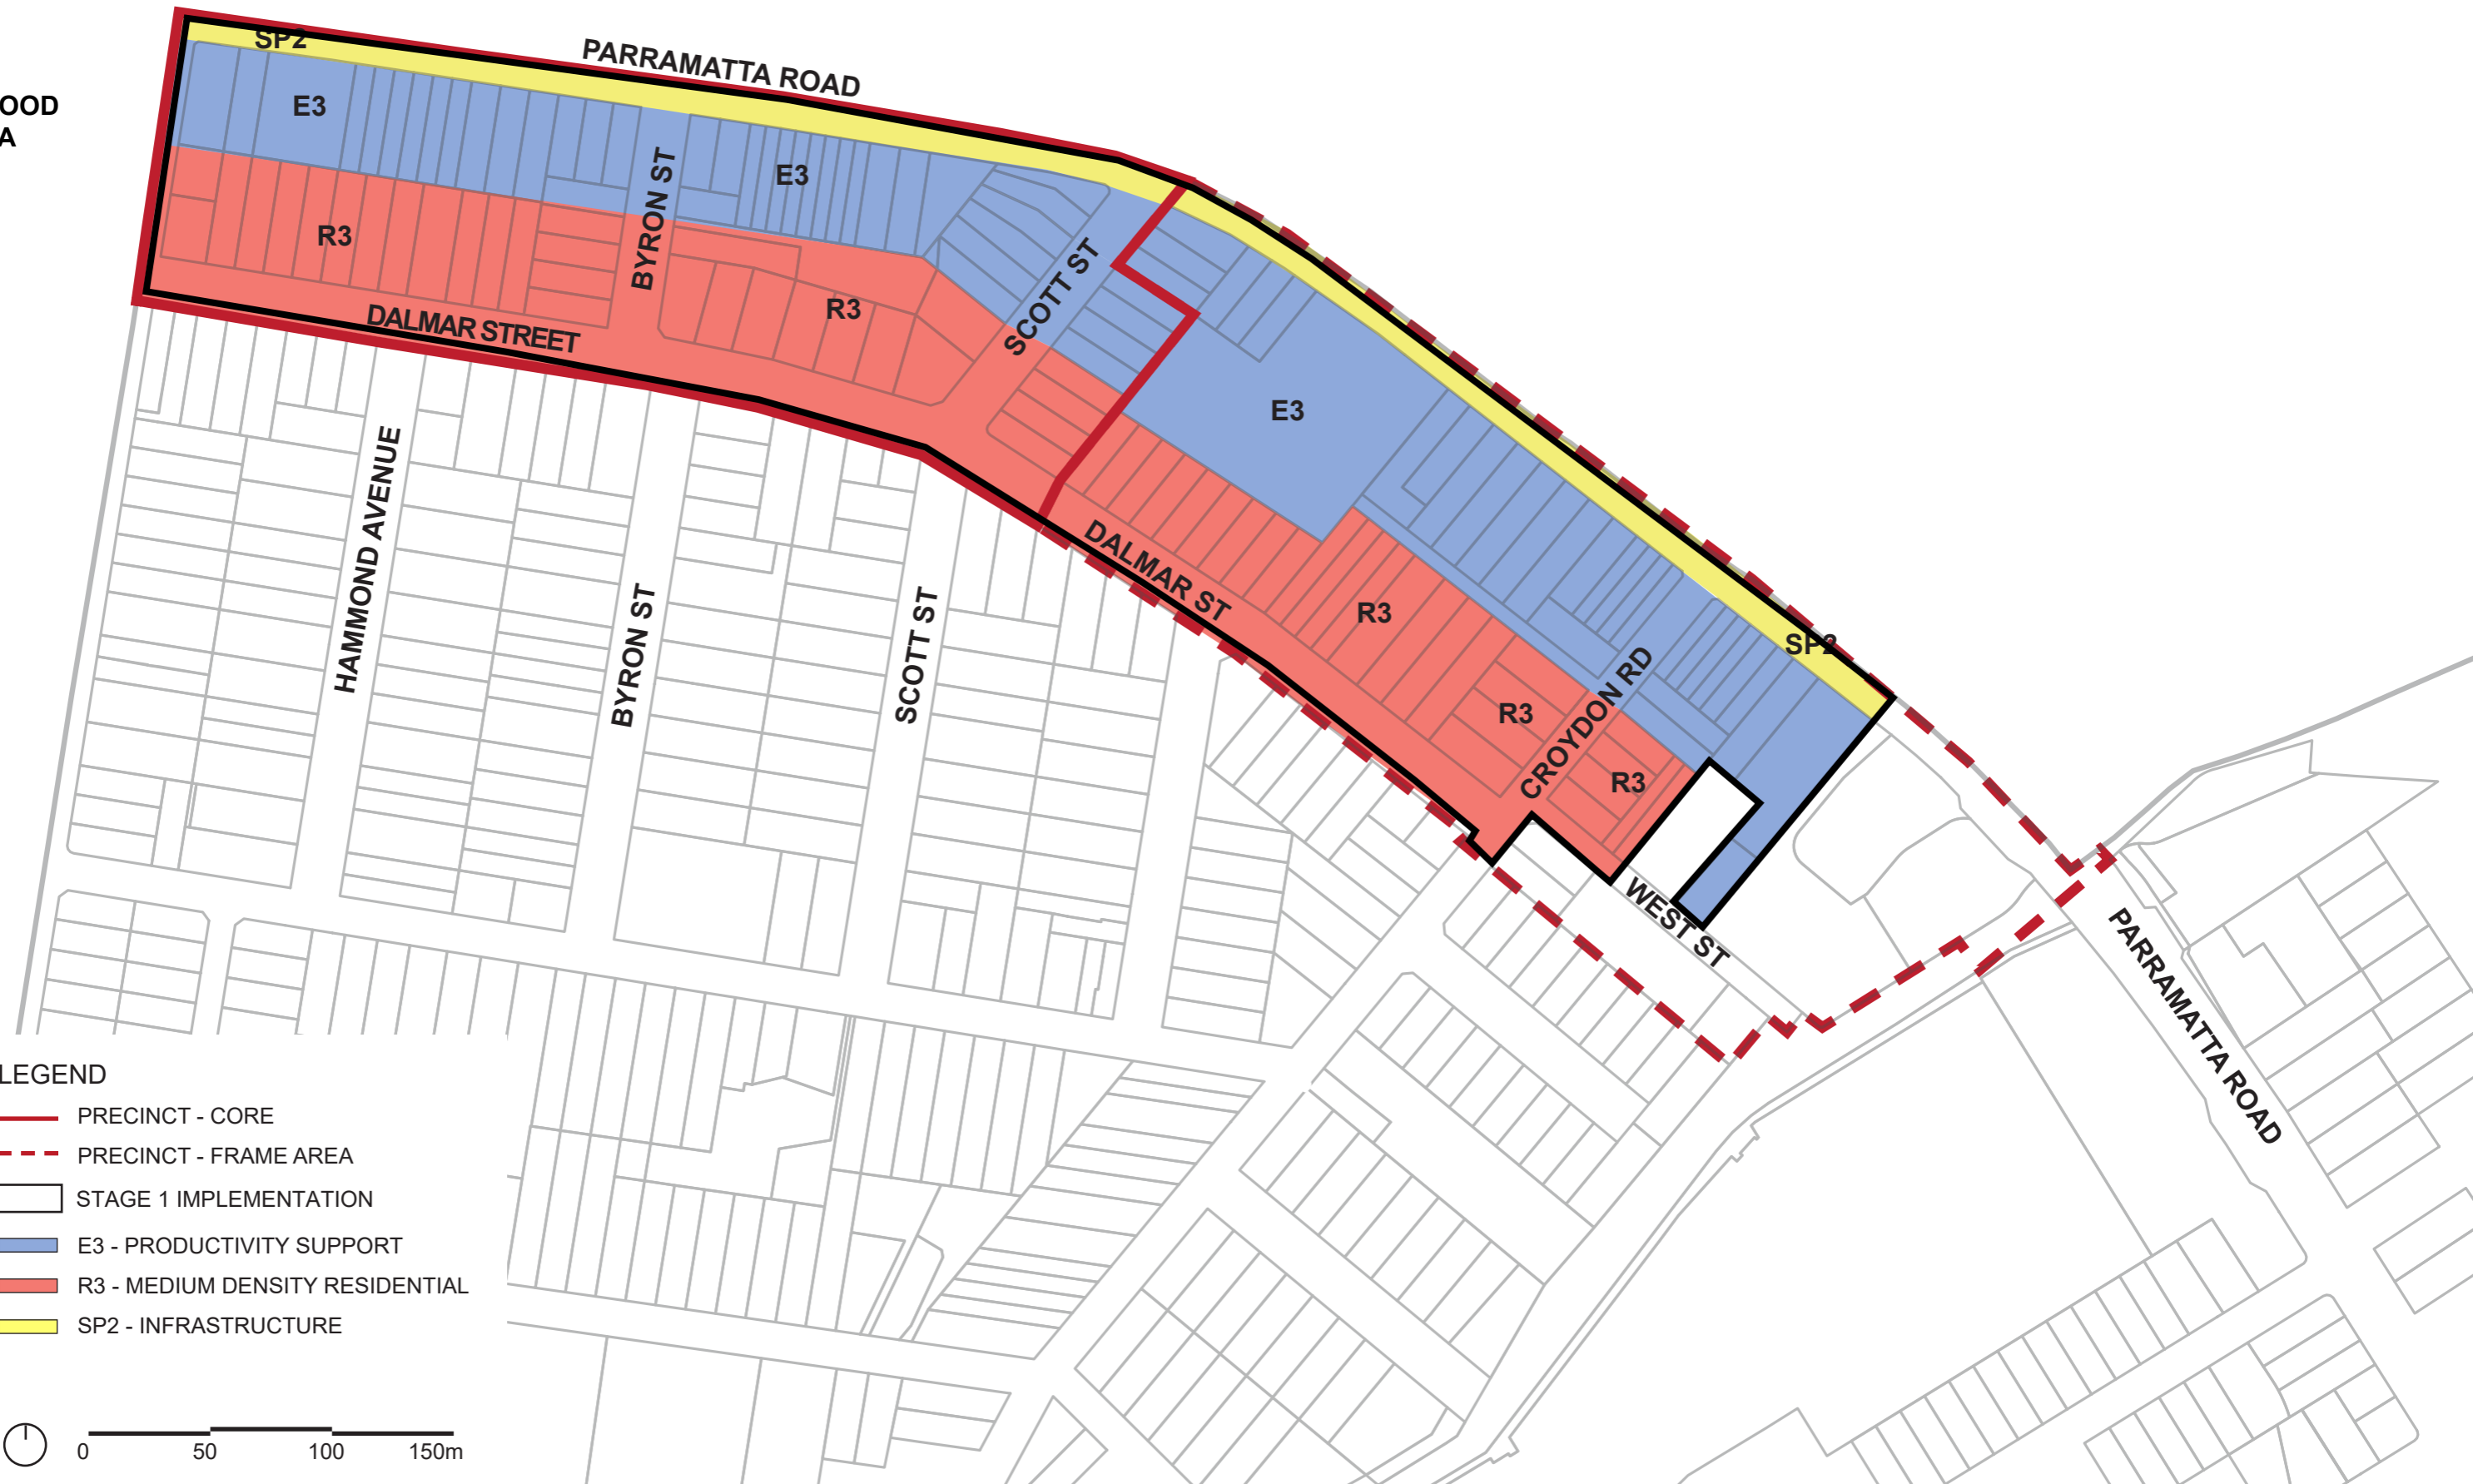 SP2
PARRAMATTA ROAD
OOD
A
E3
E3
BYRON ST
R3
R3
SCOTT ST
DALMAR STREET
E3
HAMMOND AVENUE
BYRON ST
SCOTT ST
DALMAR ST
R3
SP2
R3
CROYDON RD
R3
WEST ST
PARRAMATTA ROAD
LEGEND
PRECINCT - CORE
PRECINCT - FRAME AREA
STAGE 1 IMPLEMENTATION
E3 - PRODUCTIVITY SUPPORT
R3 - MEDIUM DENSITY RESIDENTIAL
SP2 - INFRASTRUCTURE
0 50 100 150m